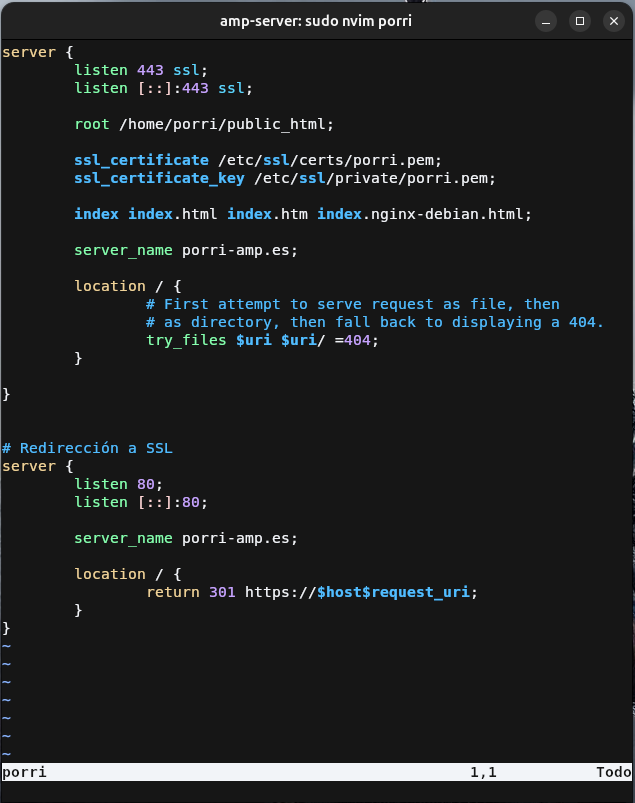 amp-server: sudo nvim porri
server {
listen 443 ssl;
listen [::]:443 ssl;
root /home/porri/public_html;
ssl_certificate /etc/ssl/certs/porri.pem;
ssl_certificate_key /etc/ssl/private/porri.pem;
index index.html index.htm index.nginx-debian.html;
server_name porri-amp.es;
location / {
# First attempt to serve request as file, then
# as directory, then fall back to displaying a 404.
try_files $uri $uri/ =404;
}
}
# Redirección a SSL
server {
listen 80;
listen [::]:80;
server_name porri-amp.es;
location / {
return 301 https://$host$request_uri;
}
}
~
~
~
~
~
~
~
porri 1,1 Todo